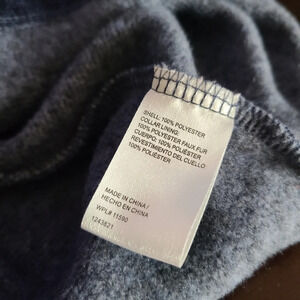 SHELL: 100% POLYESTER
COLLAR LINING:
100% POLYESTER FAUX FUR
CUERPO: 100% POLIÉSTER
REVESTIMIENTO DEL CUELLO
100% POLIÉSTER
MADE IN CHINA /
HECHO EN CHINA
WPL# 11590
1243821